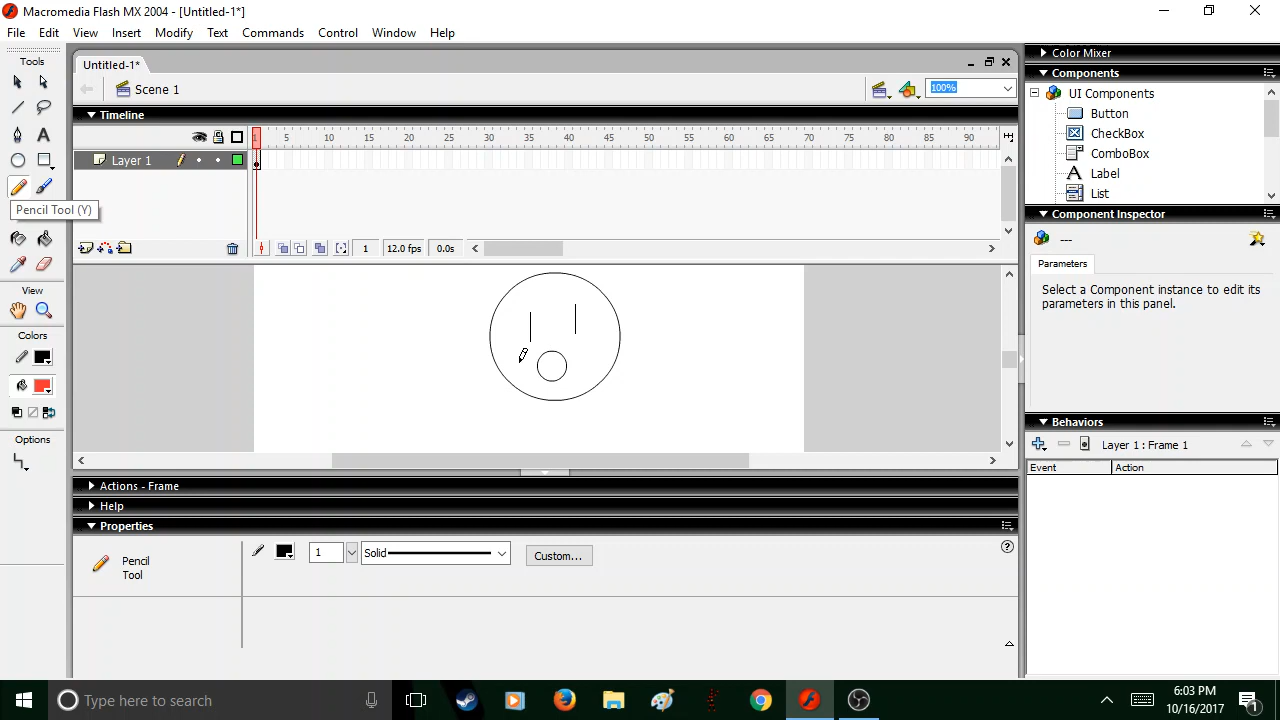 Macromedia Flash MX 2004 - [Untitled-1*]
File Edit View Insert Modify Text Commands Control Window Help
Tools
Untitled-1*
Scene 1
100%
Timeline
1 5 10 15 20 25 30 35 40 45 50 55 60 65 70 75 80 85 90
Layer 1
Pencil Tool (Y)
1 12.0 fps 0.0s
View
Colors
Options
Color Mixer
Components
UI Components
Button
CheckBox
ComboBox
Label
List
Component Inspector
---
Parameters
Select a Component instance to edit its
parameters in this panel.
Behaviors
Layer 1 : Frame 1
Event Action
Actions - Frame
Help
Properties
Pencil
Tool
1 Solid Custom...
Type here to search
6:03 PM
10/16/2017
1